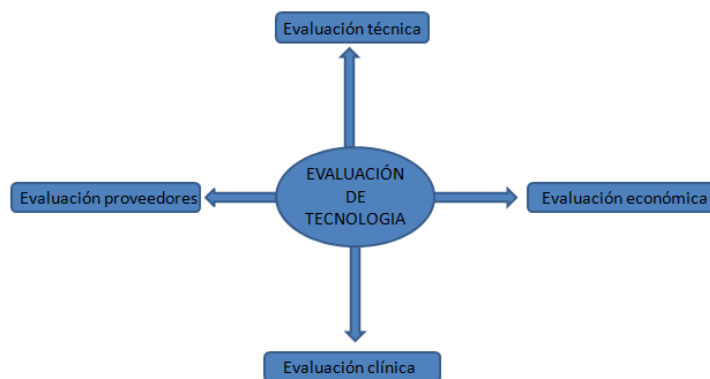 Evaluación técnica
EVALUACIÓN
DE
TECNOLOGIA
Evaluación proveedores
Evaluación económica
Evaluación clínica